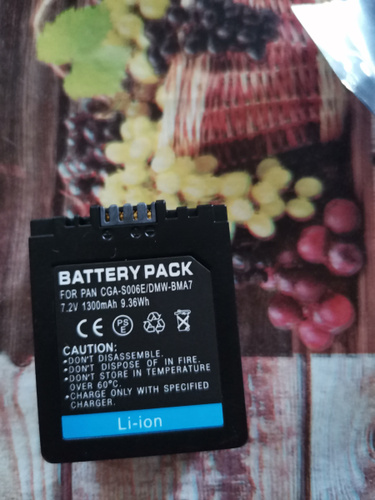 BATTERY PACK
FOR PAN CGA-S006E/DMW-BMA7
7.2V 1300mAh 9.36Wh
CE PS E
CAUTION:
•DON'T DISASSEMBLE.
•DON'T DISPOSE OF IN FIRE.
•DON'T STORE IN TEMPERATURE
OVER 60°C.
•CHARGE ONLY WITH SPECIFIED
CHARGER.
Li-ion